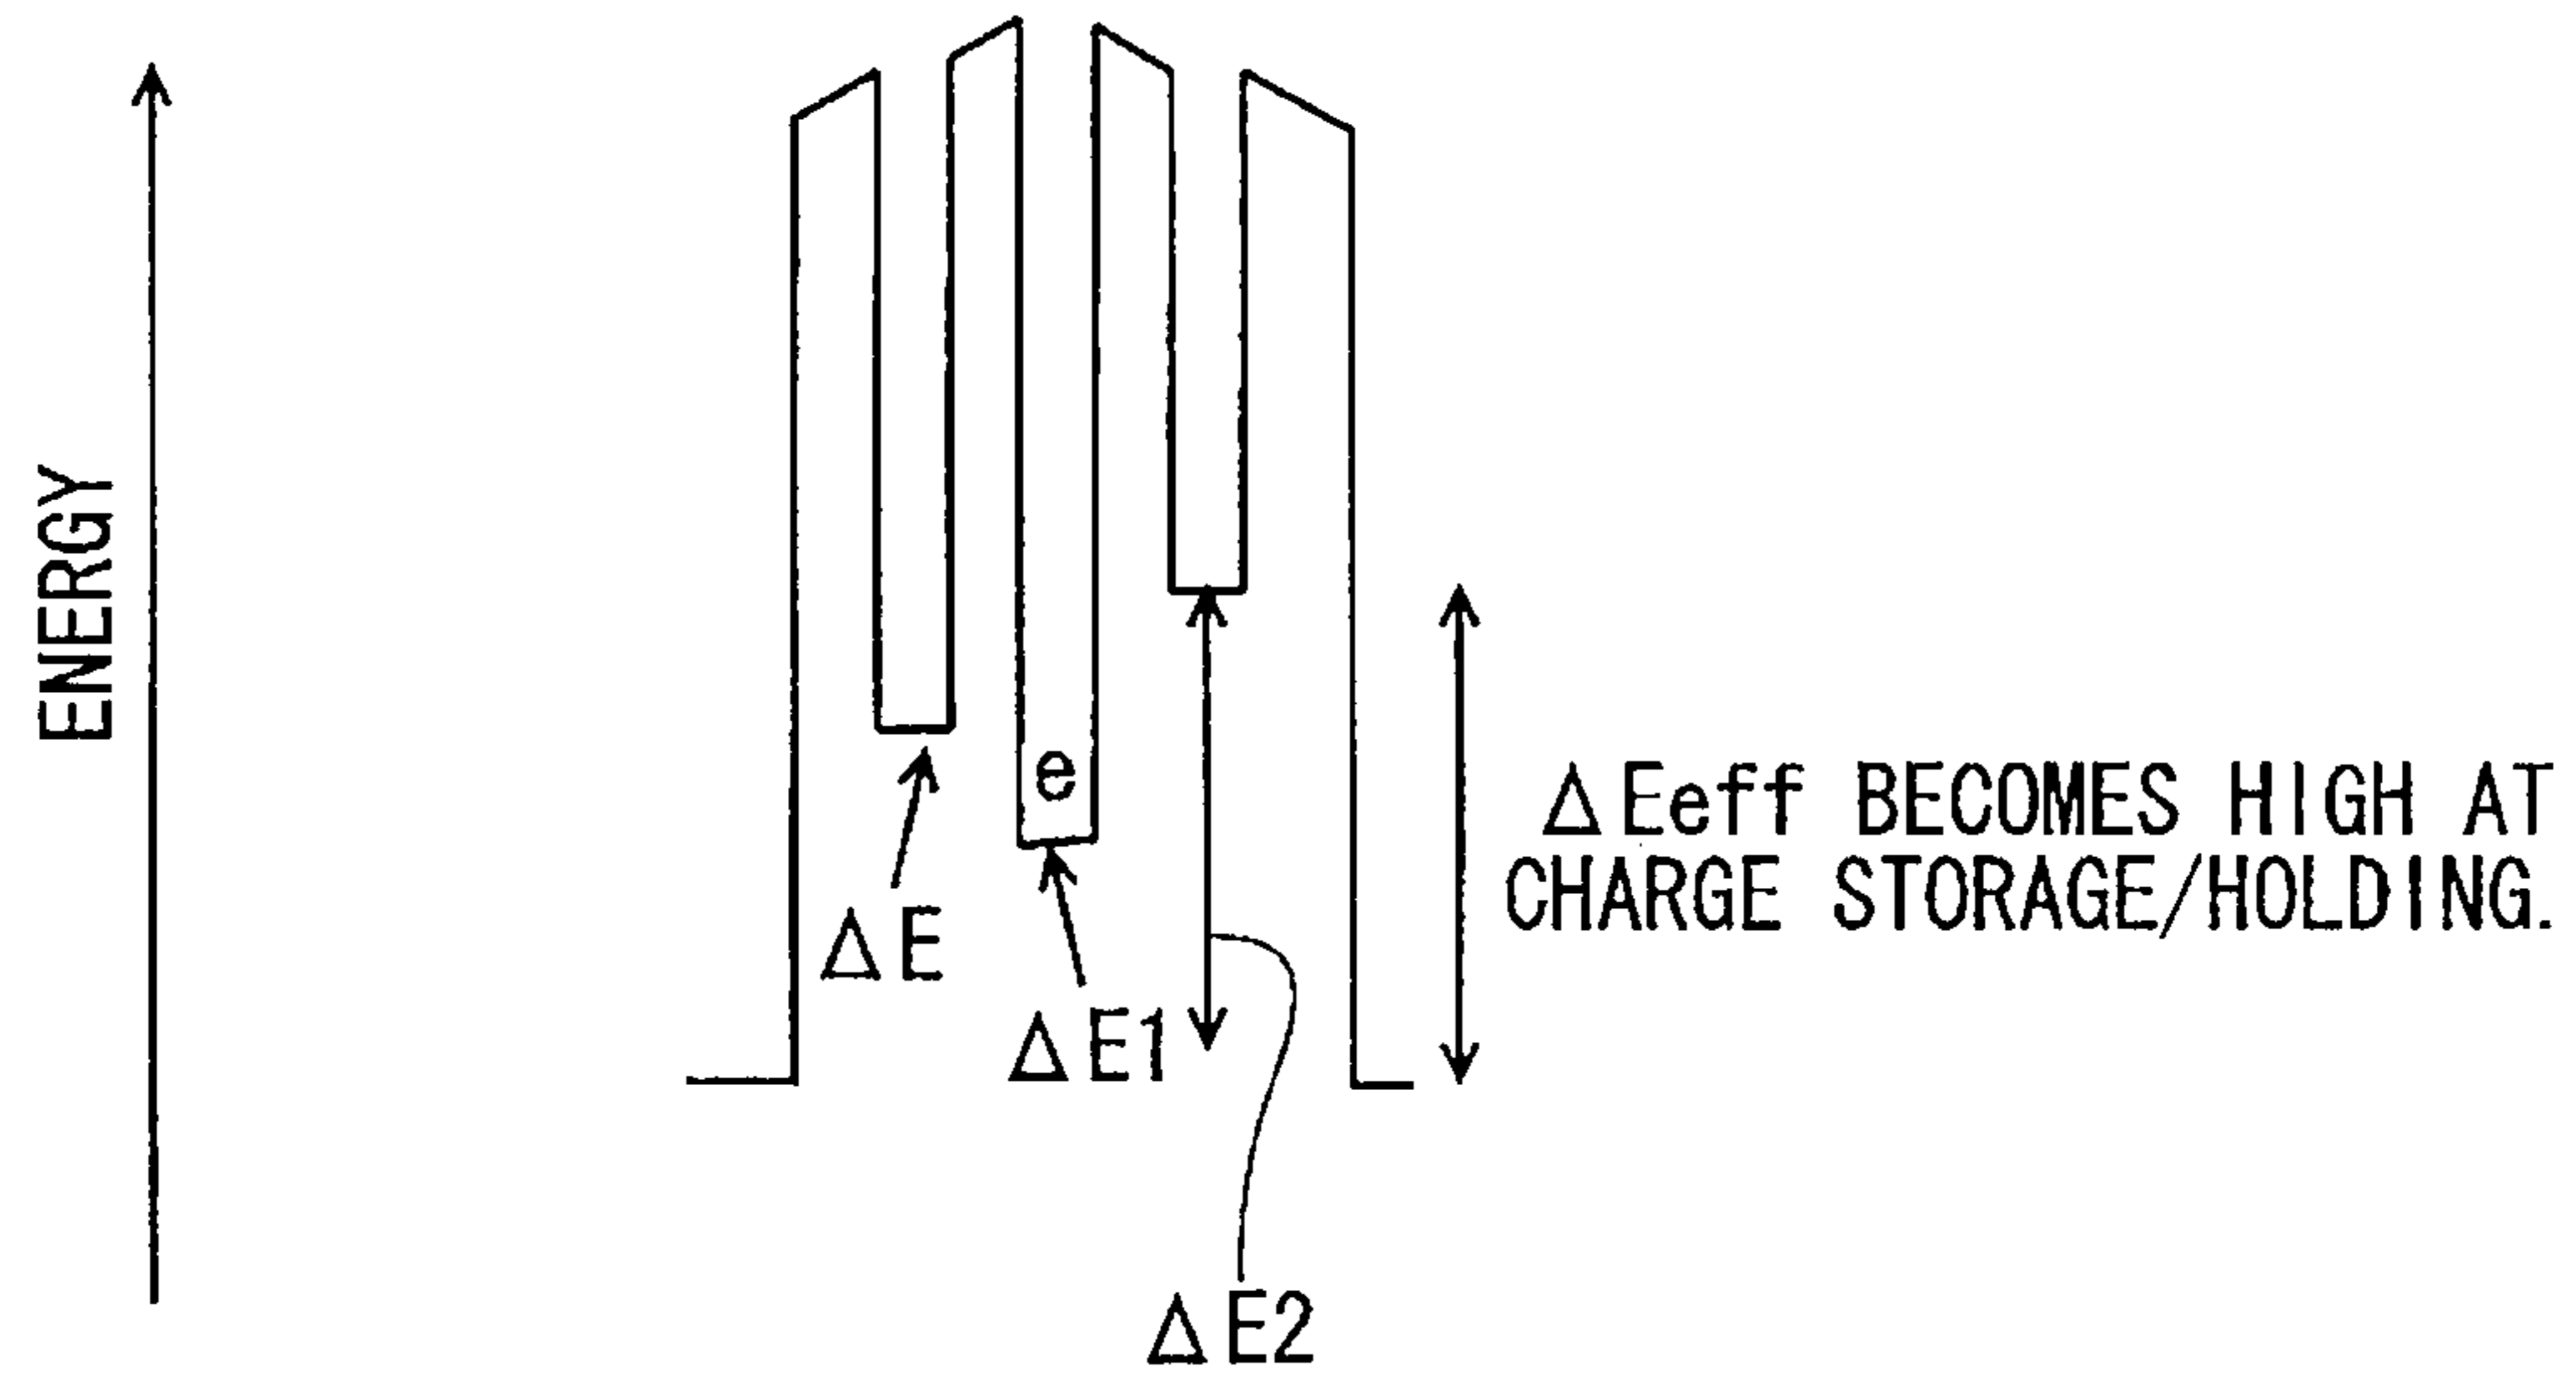 ENERGY
e
ΔE
ΔE1
ΔEeff BECOMES HIGH AT
CHARGE STORAGE/HOLDING.
ΔE2